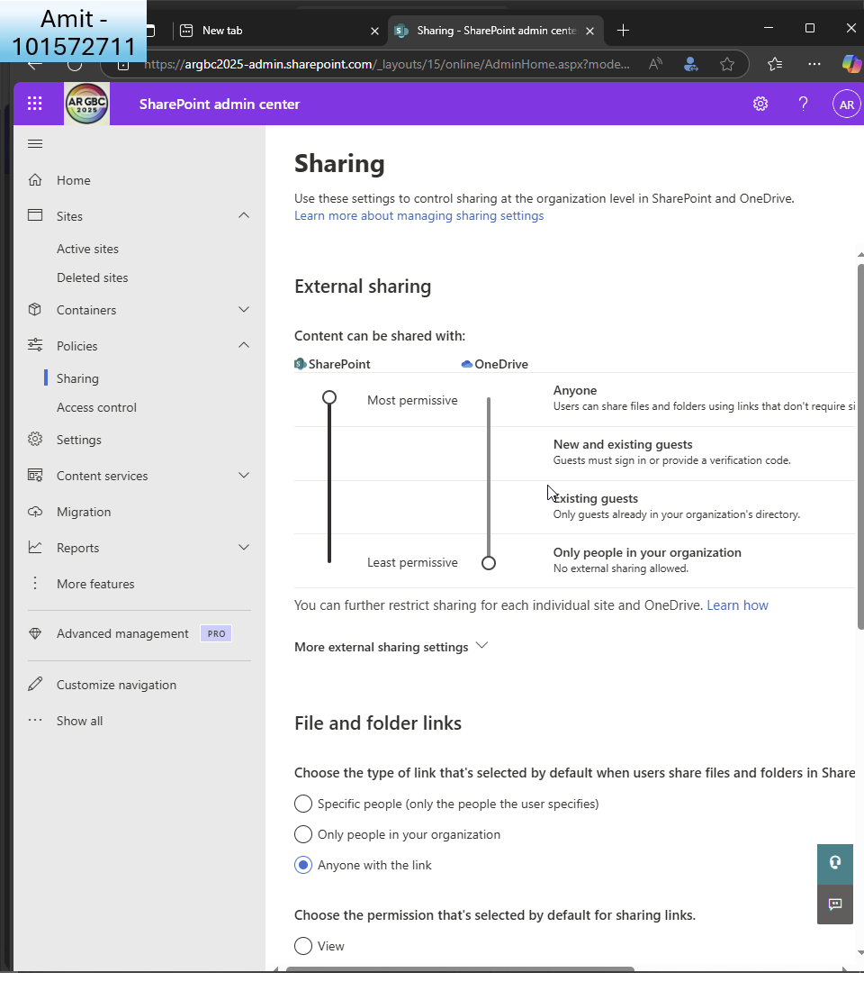 Amit -
101572711
New tab
Sharing - SharePoint admin cente
https://argbc2025-admin.sharepoint.com/_layouts/15/online/AdminHome.aspx?mode...
AR GBC
2025
SharePoint admin center
AR
Home
Sites
Active sites
Deleted sites
Containers
Policies
Sharing
Access control
Settings
Content services
Migration
Reports
More features
Advanced management PRO
Customize navigation
Show all
Sharing
Use these settings to control sharing at the organization level in SharePoint and OneDrive.
Learn more about managing sharing settings
External sharing
Content can be shared with:
SharePoint
OneDrive
Most permissive
Anyone
Users can share files and folders using links that don't require si
New and existing guests
Guests must sign in or provide a verification code.
Existing guests
Only guests already in your organization's directory.
Least permissive
Only people in your organization
No external sharing allowed.
You can further restrict sharing for each individual site and OneDrive. Learn how
More external sharing settings
File and folder links
Choose the type of link that's selected by default when users share files and folders in Share
Specific people (only the people the user specifies)
Only people in your organization
Anyone with the link
Choose the permission that's selected by default for sharing links.
View